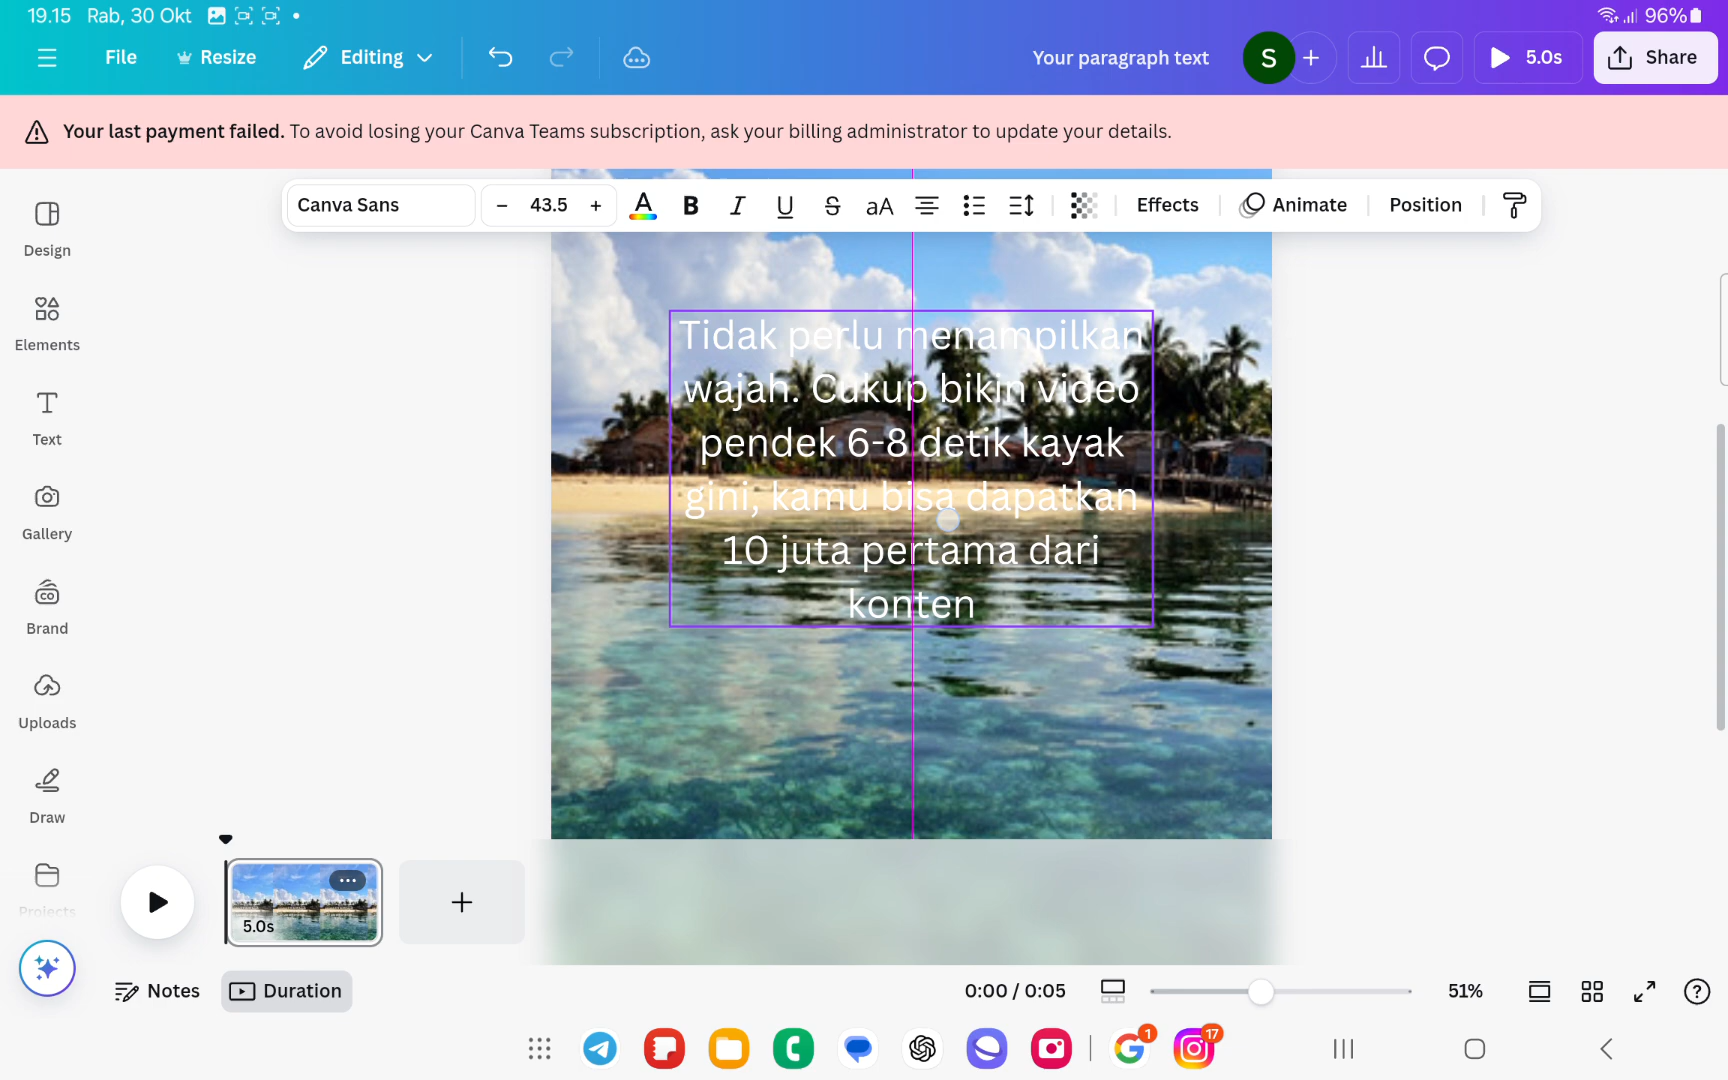 19.15 Rab, 30 Okt
96%
File
Resize
Editing
Your paragraph text
S
5.0s
Share
Your last payment failed. To avoid losing your Canva Teams subscription, ask your billing administrator to update your details.
Canva Sans
43.5
A
B
I
U
S
aA
Effects
Animate
Position
Design
Elements
Text
Gallery
Brand
Uploads
Draw
Projects
Tidak perlu menampilkan
wajah. Cukup bikin video
pendek 6-8 detik kayak
gini, kamu bisa dapatkan
10 juta pertama dari
konten
5.0s
Notes
Duration
0:00 / 0:05
51%
1
17